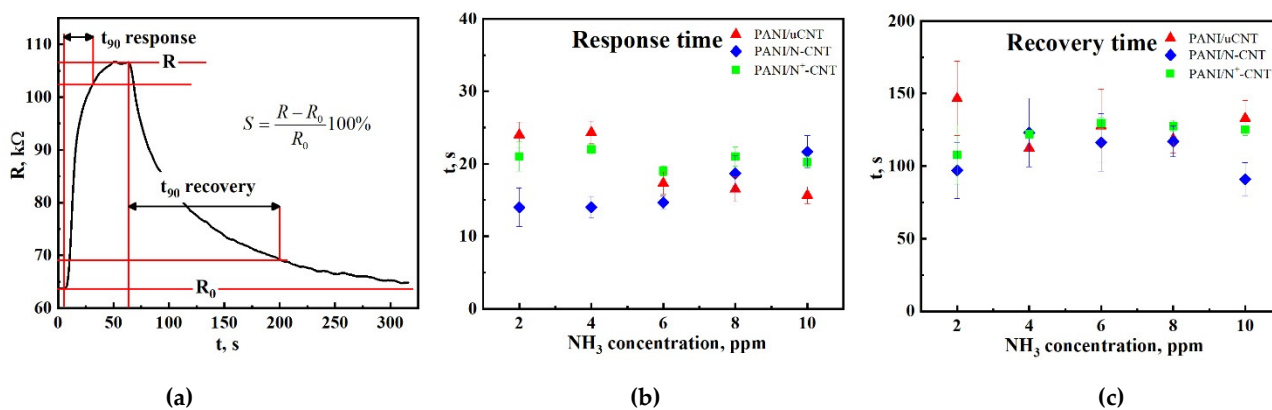 t90 response
R
S = (R − R0)/R0 100%
t90 recovery
R0
R, kΩ
110
100
90
80
70
60
0 50 100 150 200 250 300
t, s
(a)
Response time
PANI/uCNT
PANI/N-CNT
PANI/N⁺-CNT
t, s
40
30
20
10
0
2 4 6 8 10
NH3 concentration, ppm
(b)
Recovery time
PANI/uCNT
PANI/N-CNT
PANI/N⁺-CNT
t, s
200
150
100
50
0
2 4 6 8 10
NH3 concentration, ppm
(c)